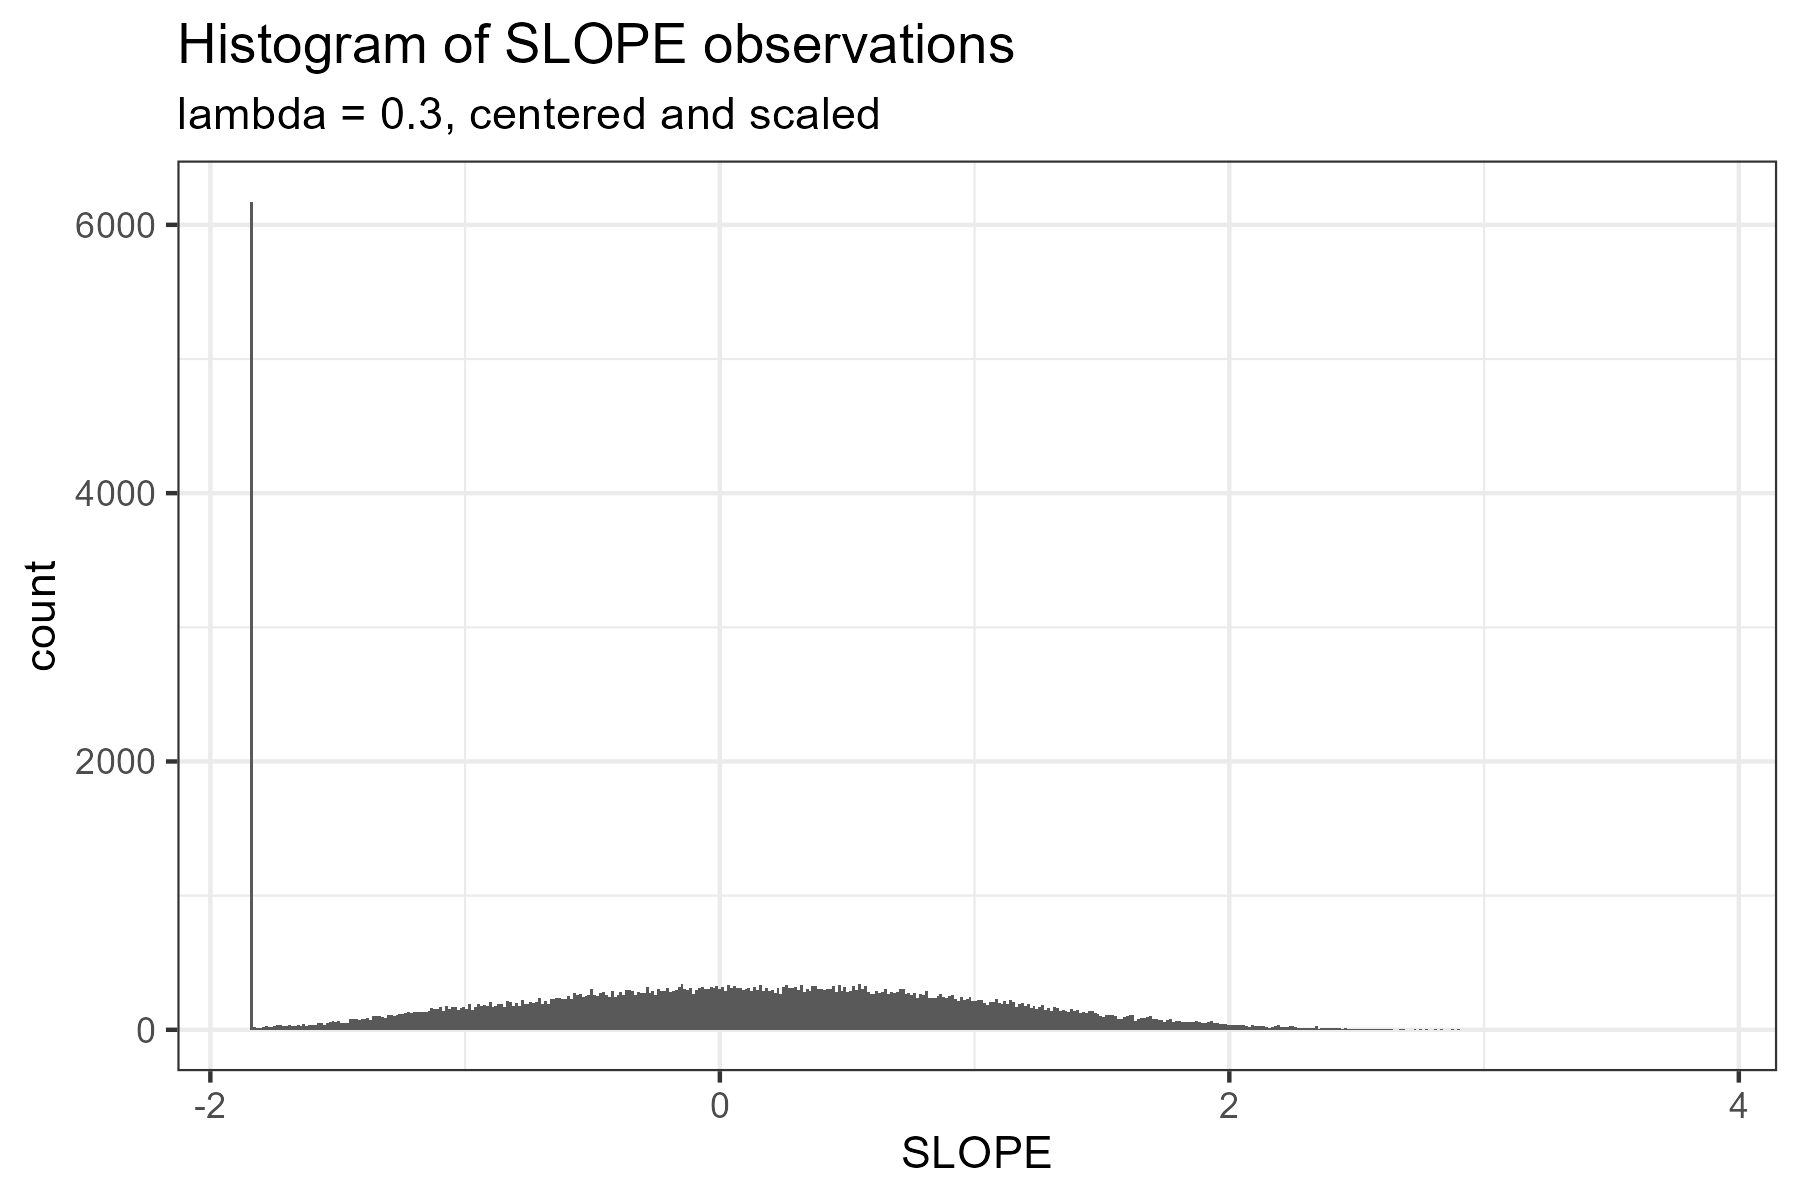 Histogram of SLOPE observations
lambda = 0.3, centered and scaled
6000
4000
2000
0
count
-2
0
2
4
SLOPE